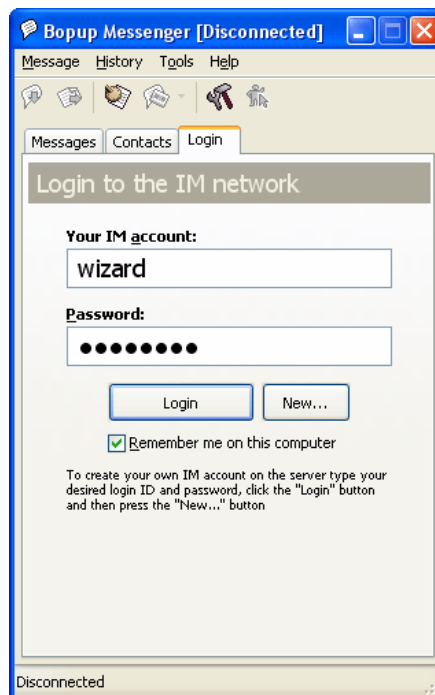 Bopup Messenger [Disconnected]
Message History Tools Help
Messages Contacts Login
Login to the IM network
Your IM account:
wizard
Password:
●●●●●●●●
Login New...
Remember me on this computer
To create your own IM account on the server type your
desired login ID and password, click the "Login" button
and then press the "New..." button
Disconnected